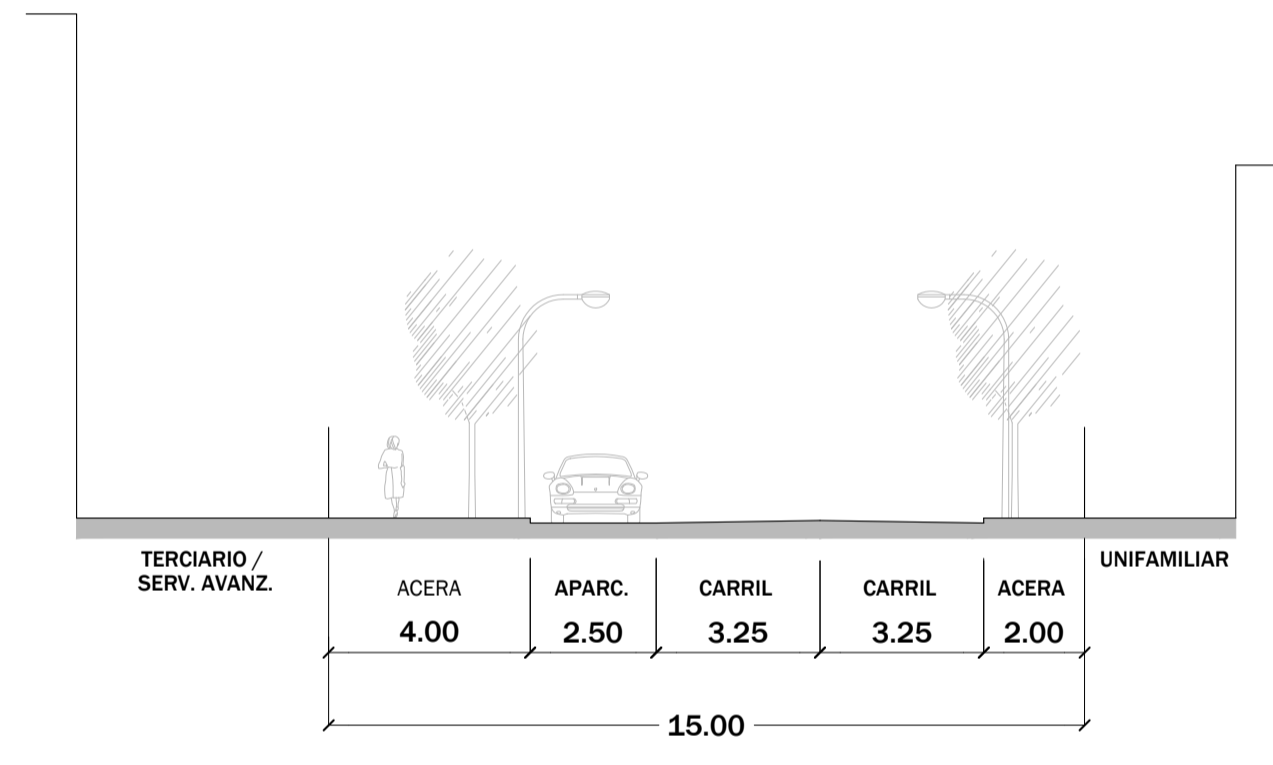 TERCIARIO /
SERV. AVANZ.
UNIFAMILIAR
ACERA APARC. CARRIL CARRIL ACERA
4.00 2.50 3.25 3.25 2.00
15.00